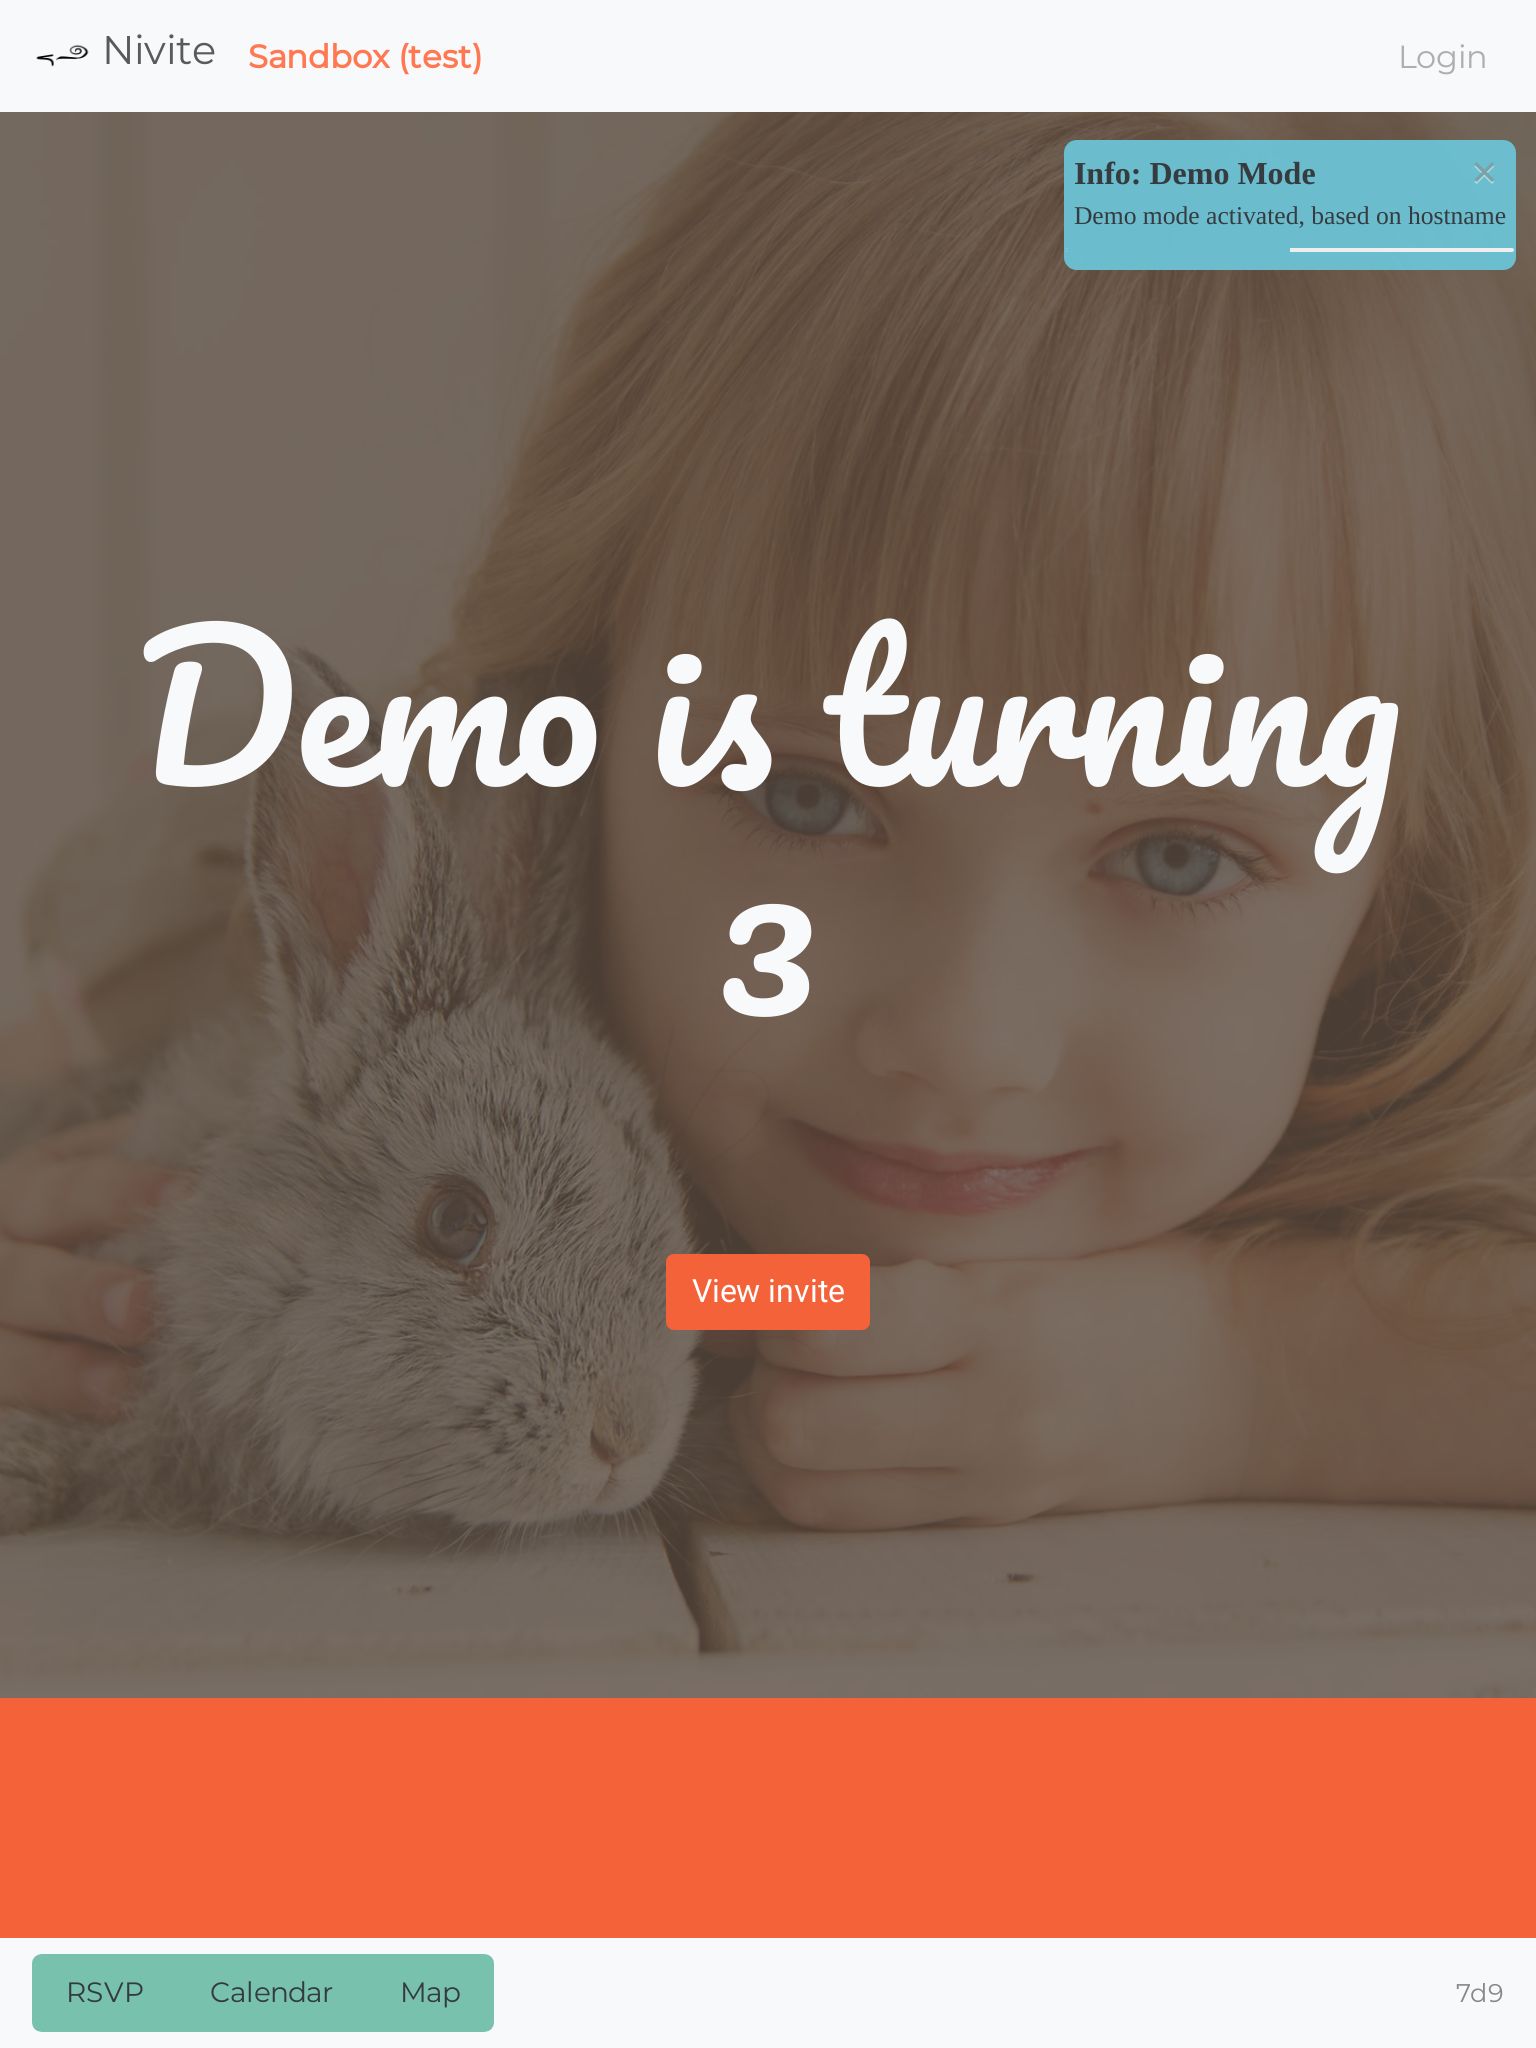 Nivite Sandbox (test) Login
Info: Demo Mode ×
Demo mode activated, based on hostname
Demo is turning
3
View invite
RSVP Calendar Map 7d9